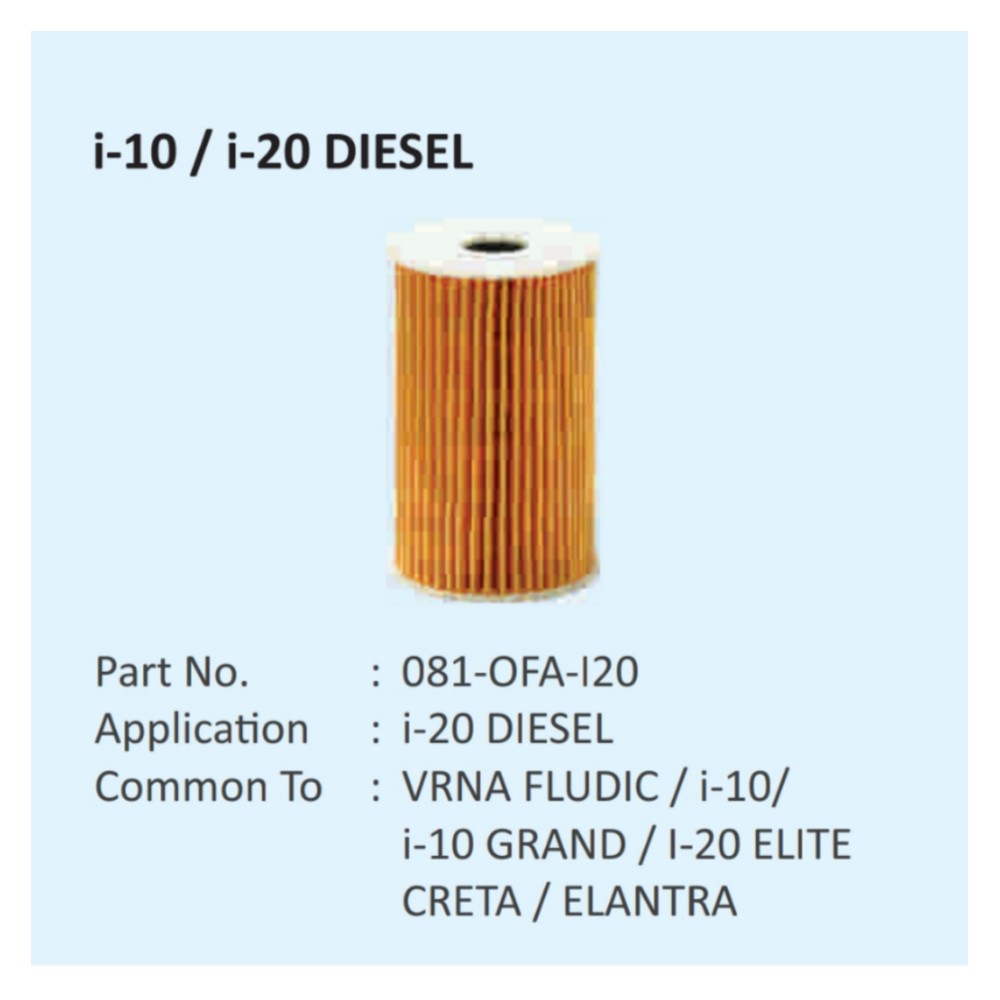 i-10 / i-20 DIESEL
Part No. : 081-OFA-I20
Application : i-20 DIESEL
Common To : VRNA FLUDIC / i-10/
i-10 GRAND / I-20 ELITE
CRETA / ELANTRA